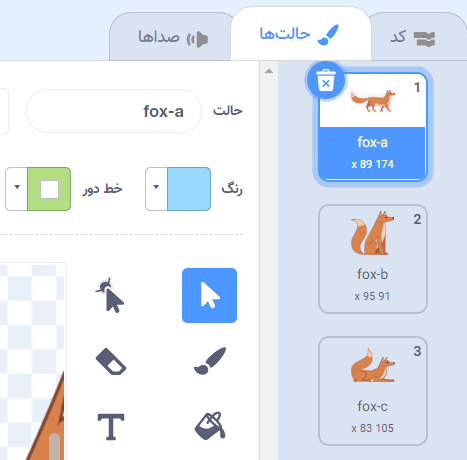 کد
حالت‌ها
صداها
1
fox-a
174 x 89
2
fox-b
91 x 95
3
fox-c
105 x 83
حالت
fox-a
رنگ
خط دور
T